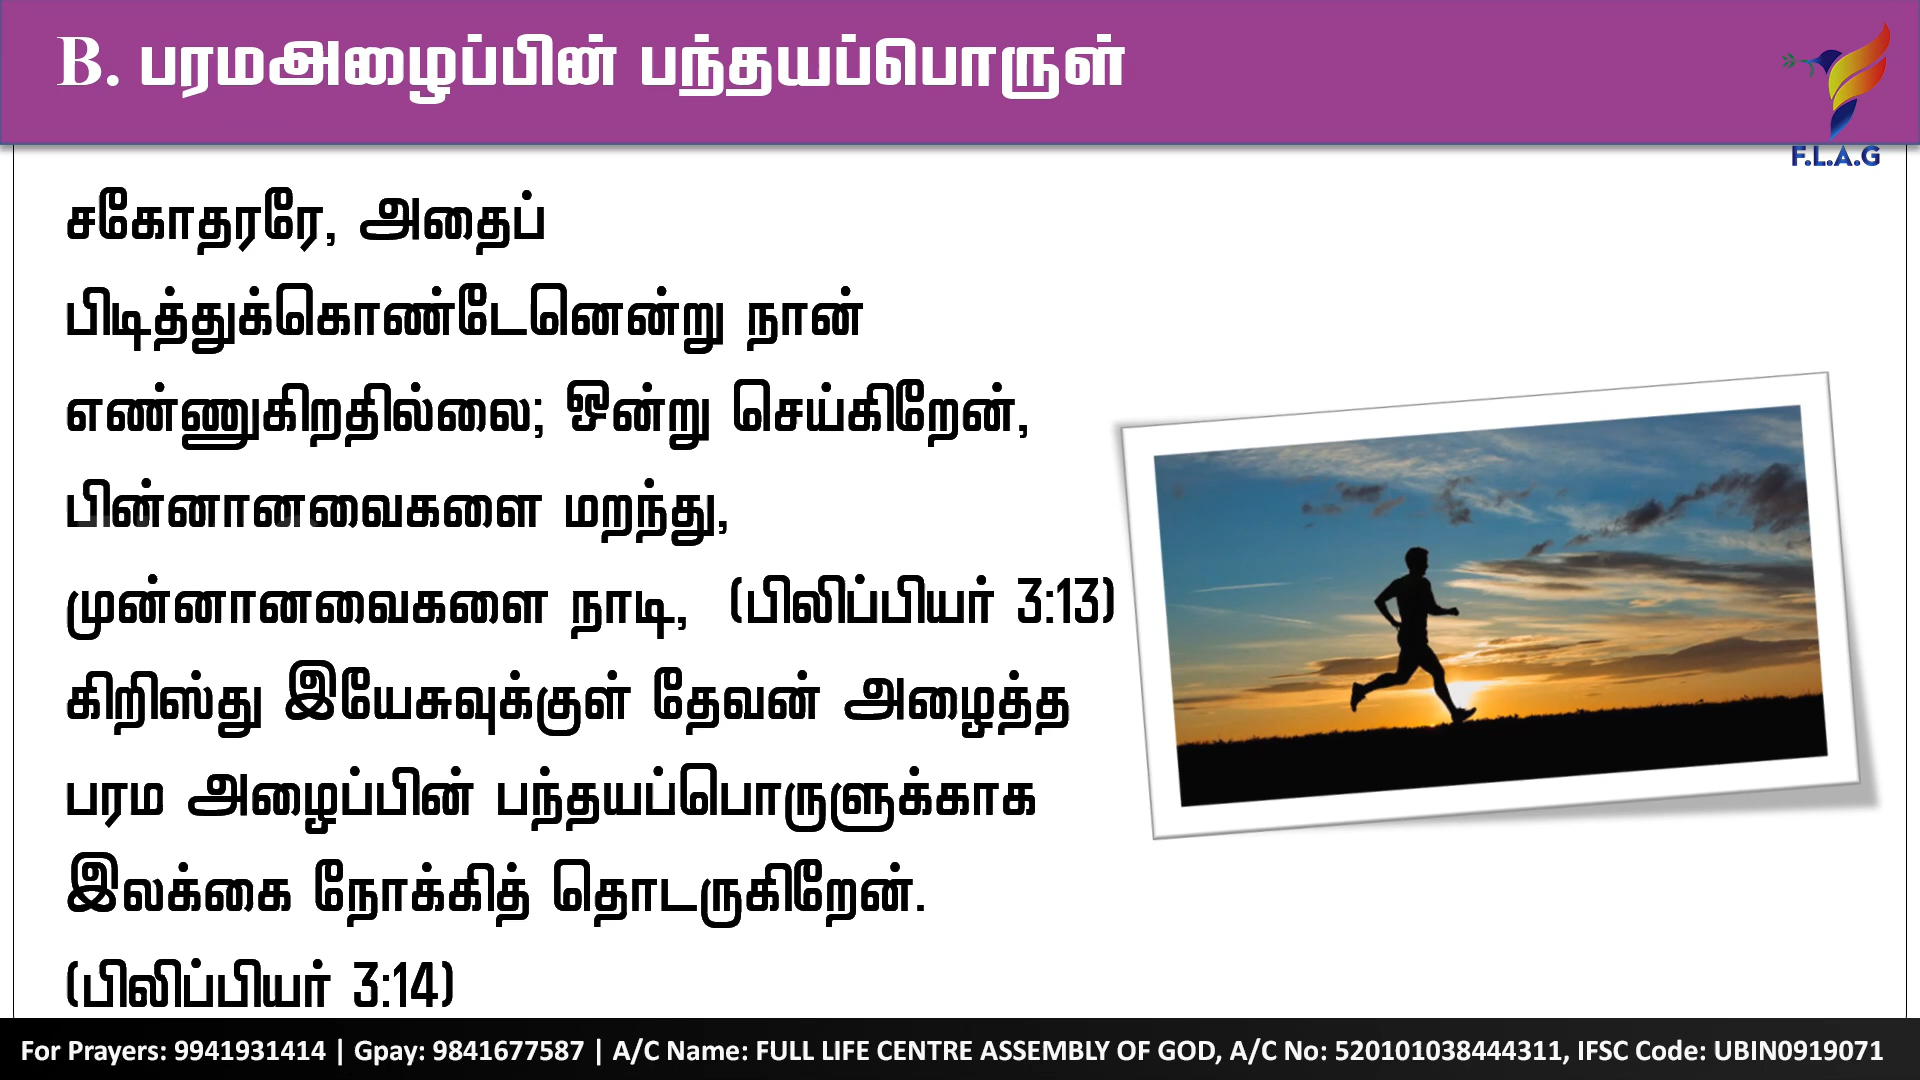 B. பரமஅழைப்பின் பந்தயப்பொருள்
F.L.A.G
சகோதரரே, அதைப்
பிடித்துக்கொண்டேனென்று நான்
எண்ணுகிறதில்லை; ஒன்று செய்கிறேன்,
பின்னானவைகளை மறந்து,
முன்னானவைகளை நாடி, (பிலிப்பியர் 3:13)
கிறிஸ்து இயேசுவுக்குள் தேவன் அழைத்த
பரம அழைப்பின் பந்தயப்பொருளுக்காக
இலக்கை நோக்கித் தொடருகிறேன்.
(பிலிப்பியர் 3:14)
For Prayers: 9941931414 | Gpay: 9841677587 | A/C Name: FULL LIFE CENTRE ASSEMBLY OF GOD, A/C No: 520101038444311, IFSC Code: UBIN0919071